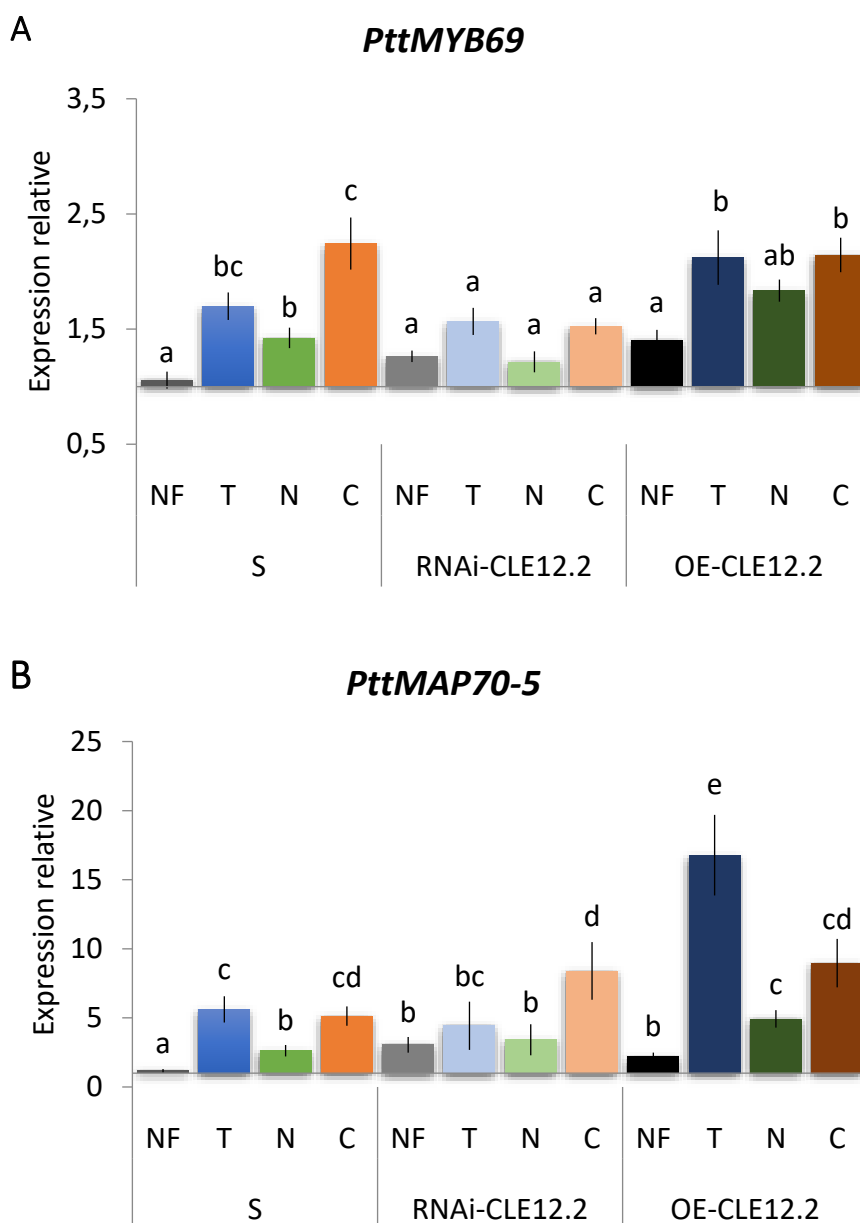 A
PttMYB69
3,5
2,5
1,5
0,5
Expression relative
a
bc
b
c
a
a
a
a
a
b
ab
b
NF T N C NF T N C NF T N C
S RNAi-CLE12.2 OE-CLE12.2
B
PttMAP70-5
25
20
15
10
5
0
Expression relative
a
c
b
cd
b
bc
b
d
b
e
c
cd
NF T N C NF T N C NF T N C
S RNAi-CLE12.2 OE-CLE12.2